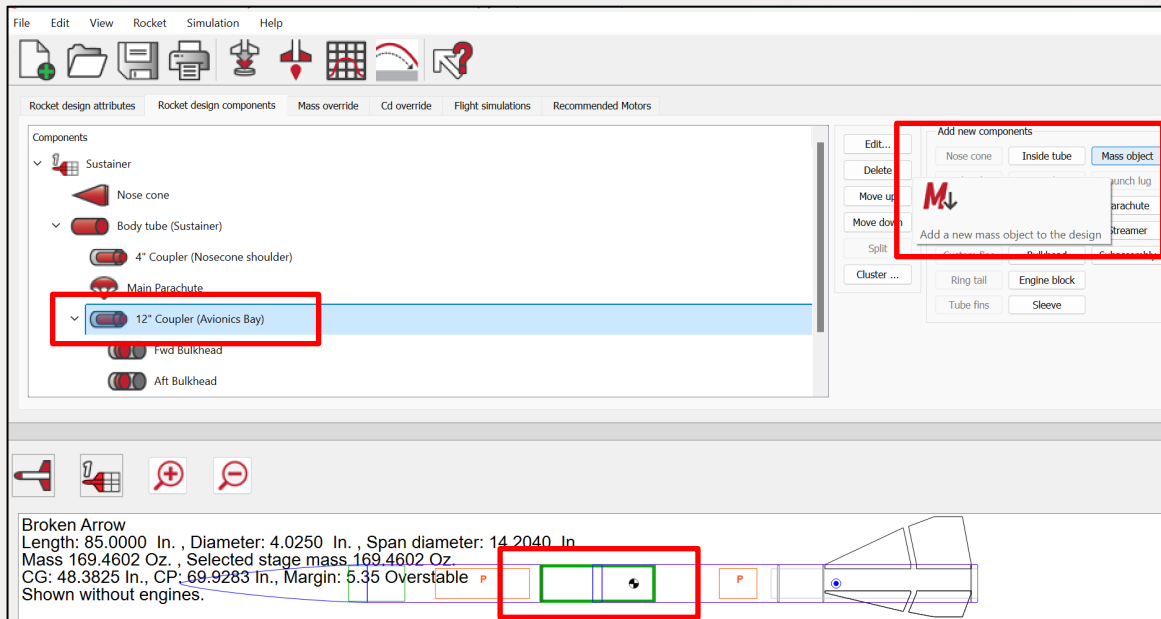 File Edit View Rocket Simulation Help
Rocket design attributes Rocket design components Mass override Cd override Flight simulations Recommended Motors
Components
Sustainer
Nose cone
Body tube (Sustainer)
4" Coupler (Nosecone shoulder)
Main Parachute
12" Coupler (Avionics Bay)
Fwd Bulkhead
Aft Bulkhead
Edit...
Delete
Move up
Move down
Split
Cluster ...
Add new components
Nose cone Inside tube Mass object
Add a new mass object to the design
Ring tail Engine block
Tube fins Sleeve
Broken Arrow
Length: 85.0000 In. , Diameter: 4.0250 In. , Span diameter: 14.2040 In
Mass 169.4602 Oz. , Selected stage mass 169.4602 Oz.
CG: 48.3825 In., CP: 69.9283 In., Margin: 5.35 Overstable
Shown without engines.
P
P